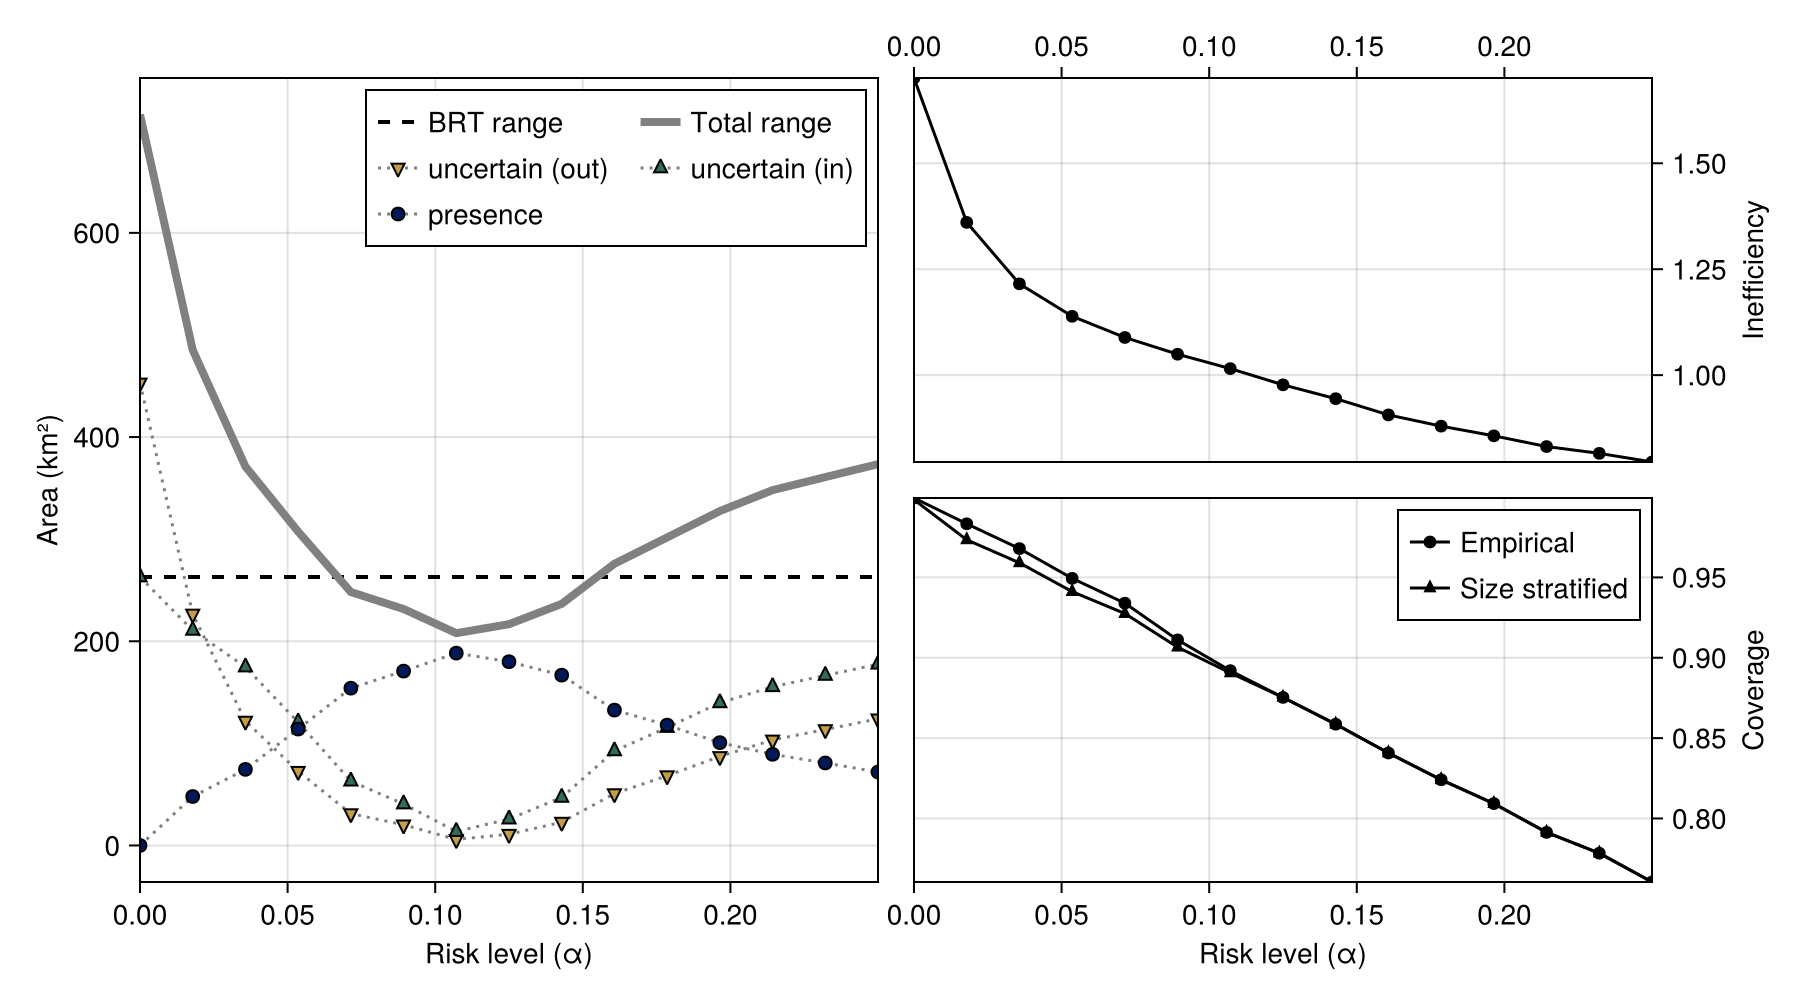 BRT range
Total range
uncertain (out)
uncertain (in)
presence
600
400
200
0
Area (km²)
0.00 0.05 0.10 0.15 0.20
Risk level (α)
0.00 0.05 0.10 0.15 0.20
1.50
1.25
1.00
Inefficiency
Empirical
Size stratified
0.95
0.90
0.85
0.80
Coverage
0.00 0.05 0.10 0.15 0.20
Risk level (α)